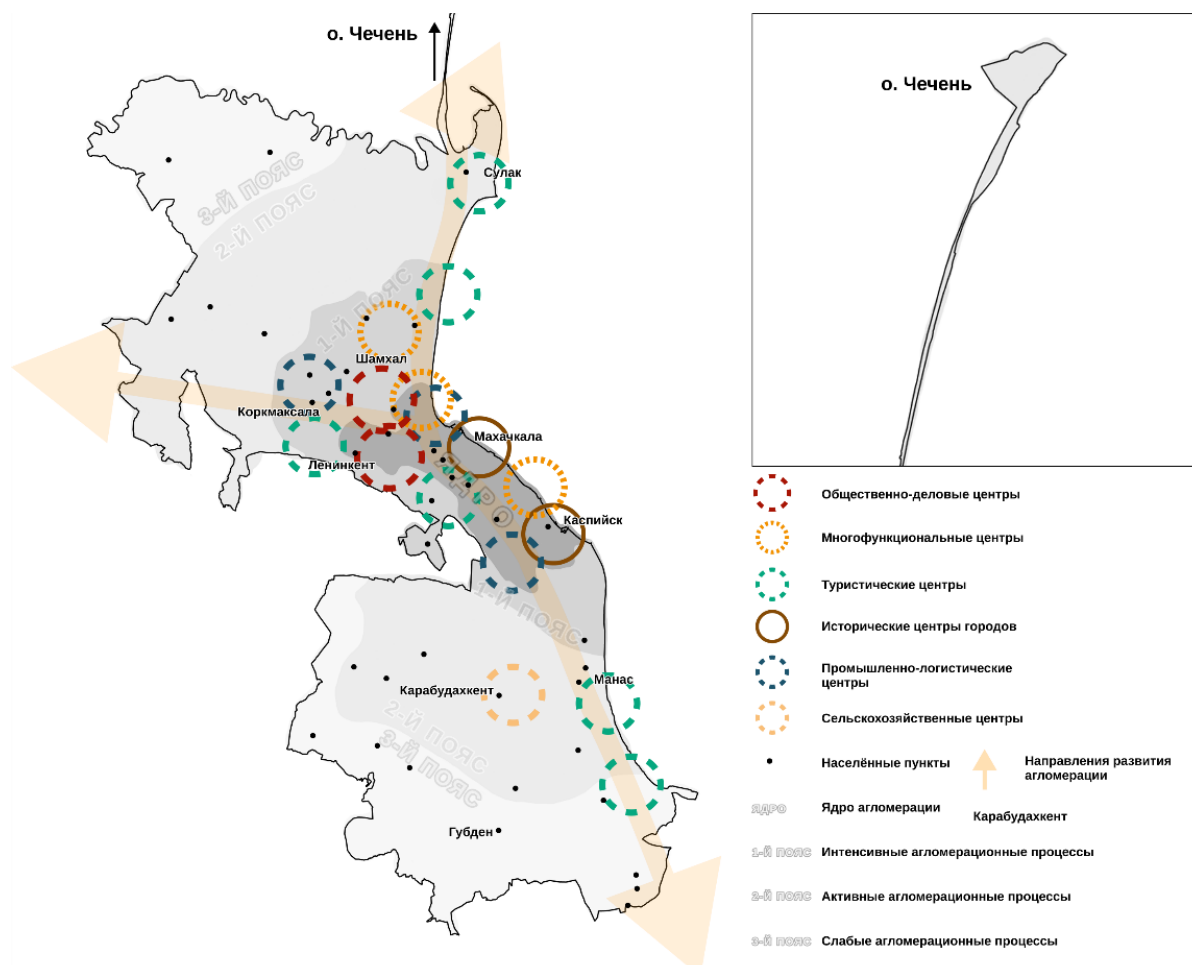 о. Чечень
о. Чечень
Сулак
3-Й ПОЯС
2-Й ПОЯС
1-Й ПОЯС
Шамхал
Коркмаксала
Махачкала
Ленинкент
ЯДРО
Каспийск
1-Й ПОЯС
Манас
Карабудахкент
2-Й ПОЯС
3-Й ПОЯС
Губден
Общественно-деловые центры
Многофункциональные центры
Туристические центры
Исторические центры городов
Промышленно-логистические
центры
Сельскохозяйственные центры
Населённые пункты
Направления развития
агломерации
ЯДРО Ядро агломерации
Карабудахкент
1-Й ПОЯС Интенсивные агломерационные процессы
2-Й ПОЯС Активные агломерационные процессы
3-Й ПОЯС Слабые агломерационные процессы